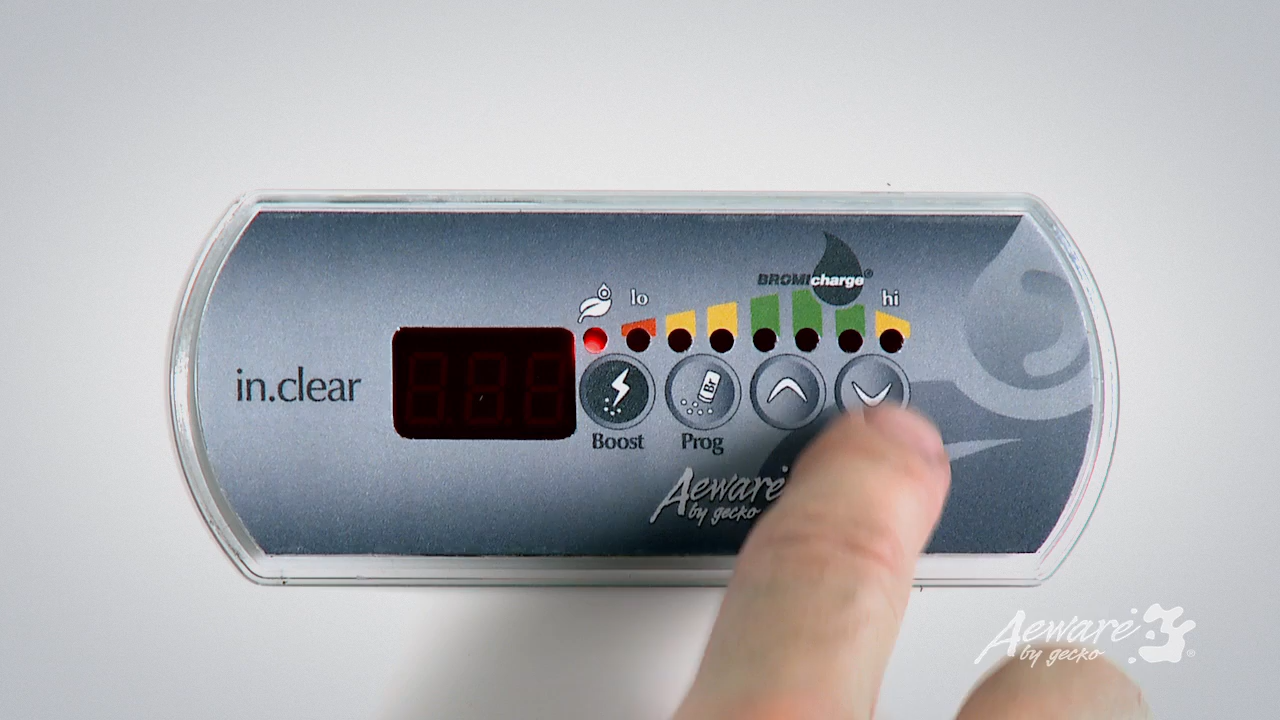 BROMIcharge®
lo
hi
in.clear
Br
Boost
Prog
Aeware
by gecko
Aeware
by gecko®